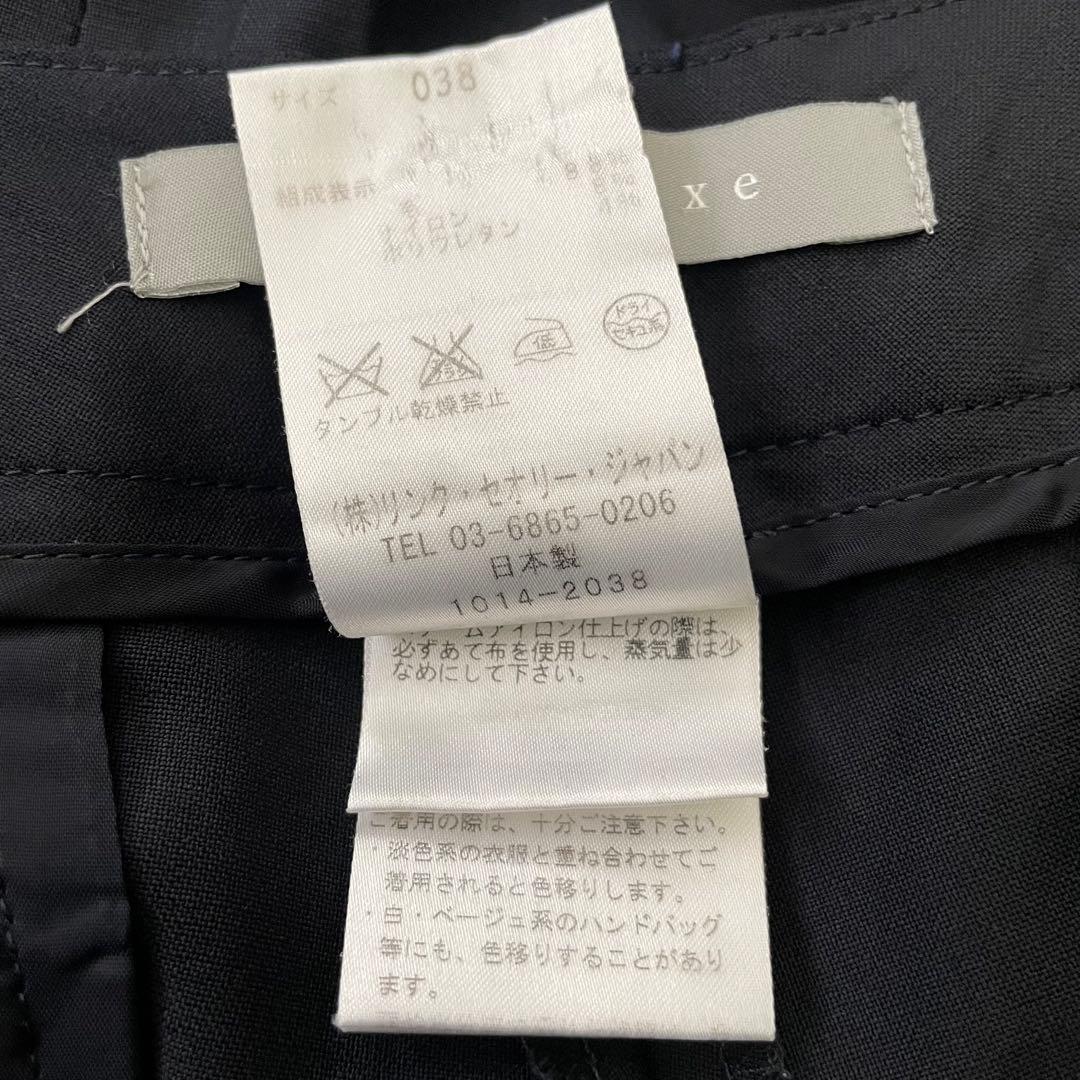 サイズ 038
組成表示
ナイロン
ポリウレタン
xe
低
ドライ
セキユ系
タンブル乾燥禁止
(株)リンク・セオリー・ジャパン
TEL 03-6865-0206
日本製
1014-2038
スチームアイロン仕上げの際は、
必ずあて布を使用し、蒸気量は少
なめにして下さい。
ご着用の際は、十分ご注意下さい。
・淡色系の衣服と重ね合わせてご
着用されると色移りします。
・白・ベージュ系のハンドバッグ
等にも、色移りすることがあり
ます。